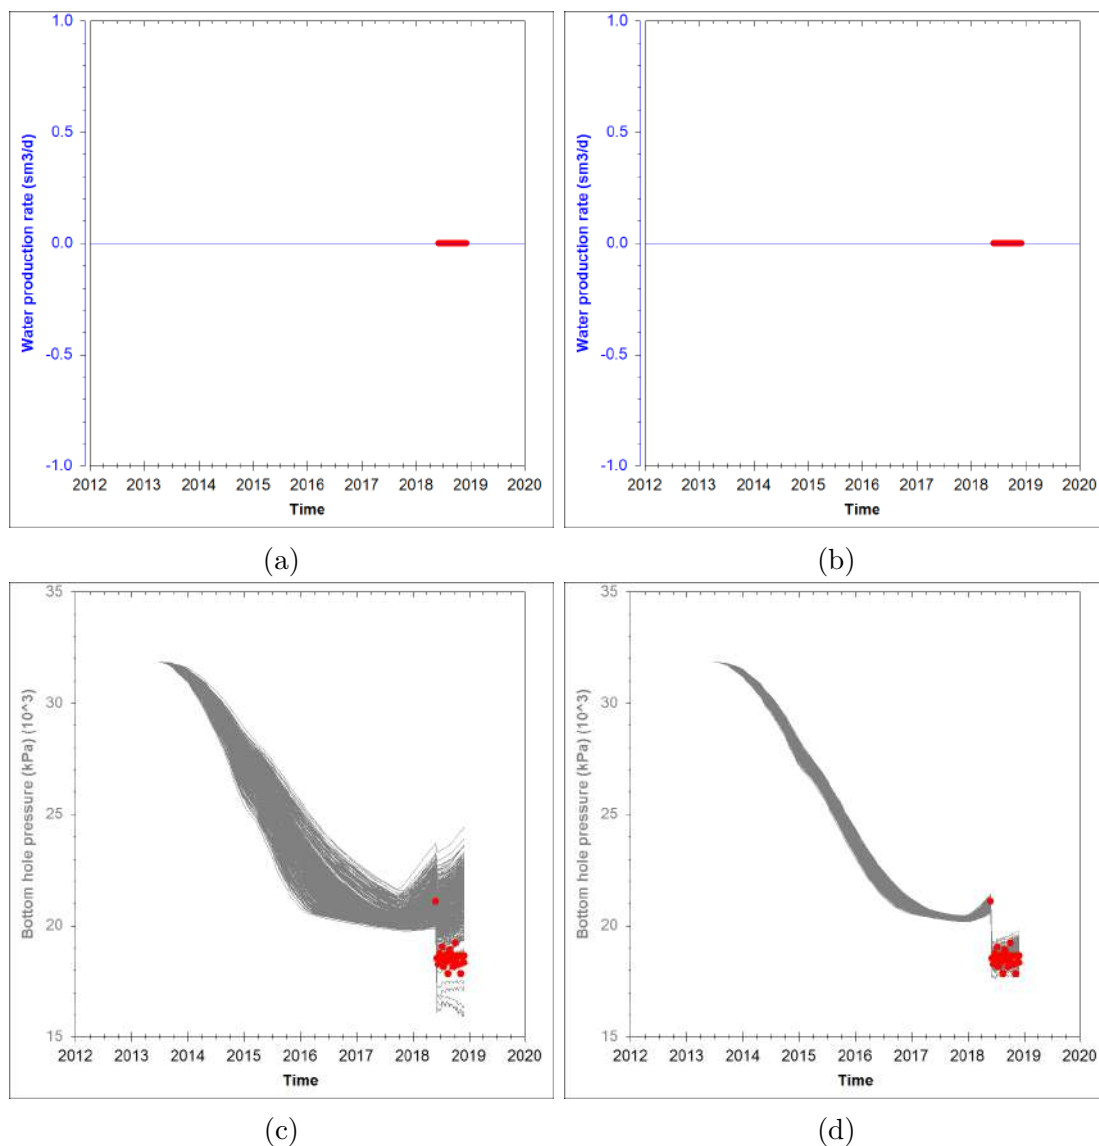 1.0
0.5
0.0
-0.5
-1.0
Water production rate (sm3/d)
2012 2013 2014 2015 2016 2017 2018 2019 2020
Time
(a)
1.0
0.5
0.0
-0.5
-1.0
Water production rate (sm3/d)
2012 2013 2014 2015 2016 2017 2018 2019 2020
Time
(b)
35
30
25
20
15
Bottom hole pressure (kPa) (10^3)
2012 2013 2014 2015 2016 2017 2018 2019 2020
Time
(c)
35
30
25
20
15
Bottom hole pressure (kPa) (10^3)
2012 2013 2014 2015 2016 2017 2018 2019 2020
Time
(d)